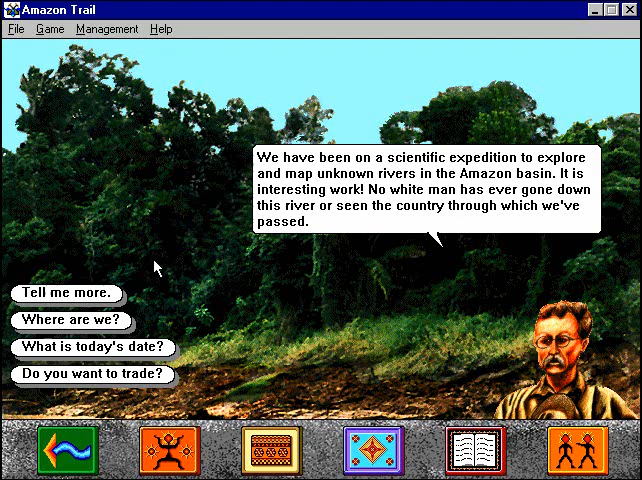 Amazon Trail
File Game Management Help
We have been on a scientific expedition to explore
and map unknown rivers in the Amazon basin. It is
interesting work! No white man has ever gone down
this river or seen the country through which we've
passed.
Tell me more.
Where are we?
What is today's date?
Do you want to trade?